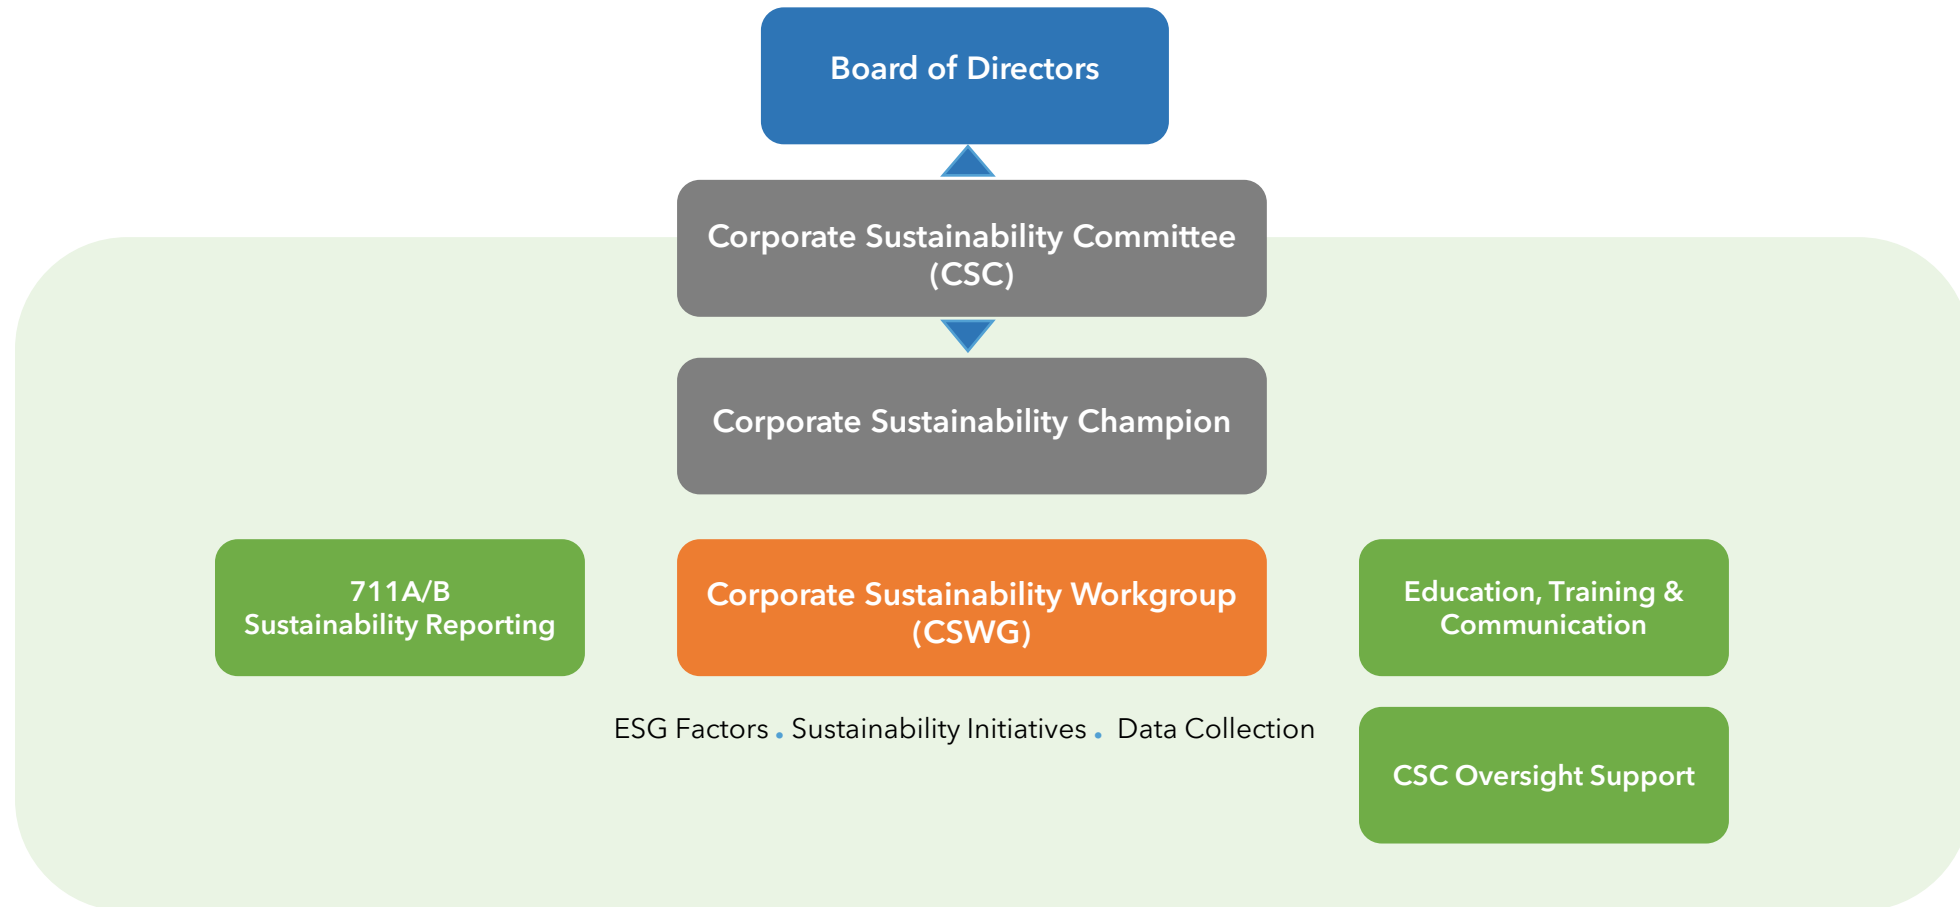 Board of Directors
Corporate Sustainability Committee
(CSC)
Corporate Sustainability Champion
711A/B
Sustainability Reporting
Corporate Sustainability Workgroup
(CSWG)
Education, Training &
Communication
ESG Factors . Sustainability Initiatives . Data Collection
CSC Oversight Support